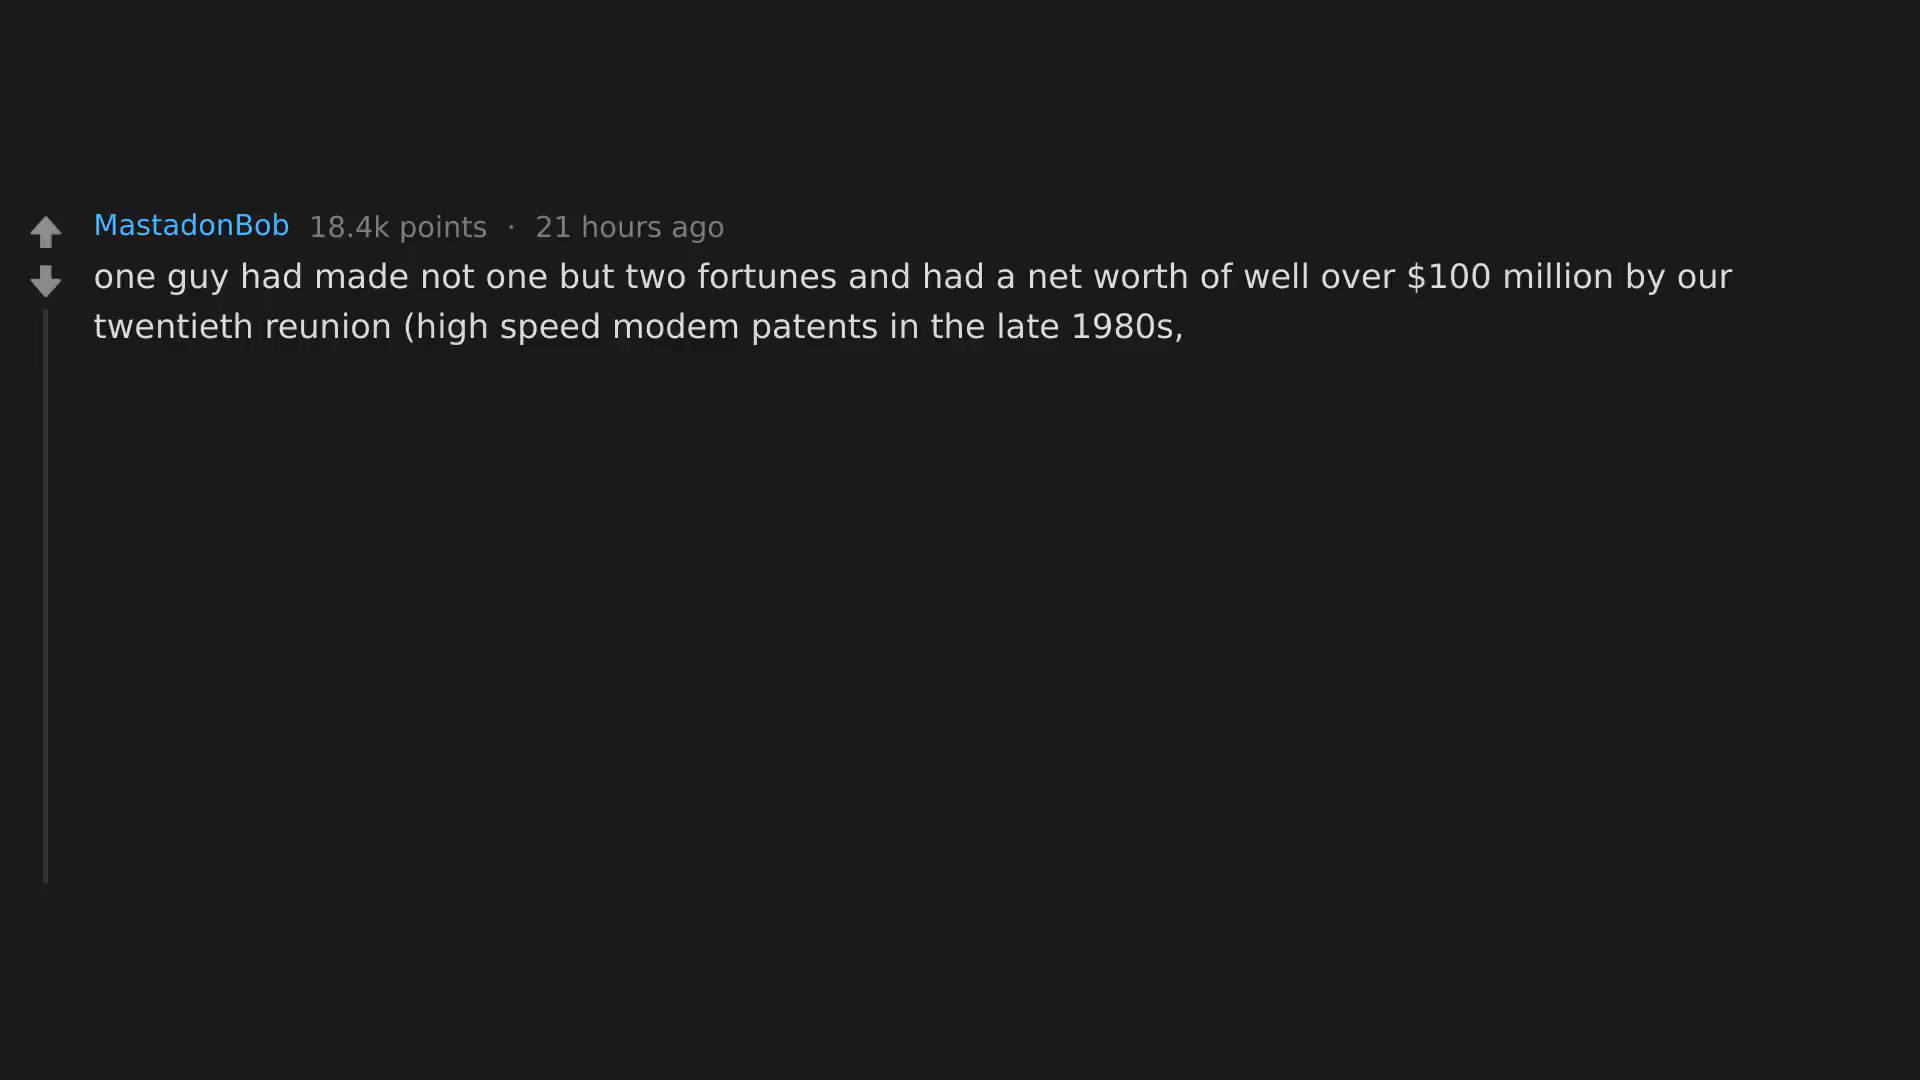 MastadonBob 18.4k points · 21 hours ago
one guy had made not one but two fortunes and had a net worth of well over $100 million by our
twentieth reunion (high speed modem patents in the late 1980s,